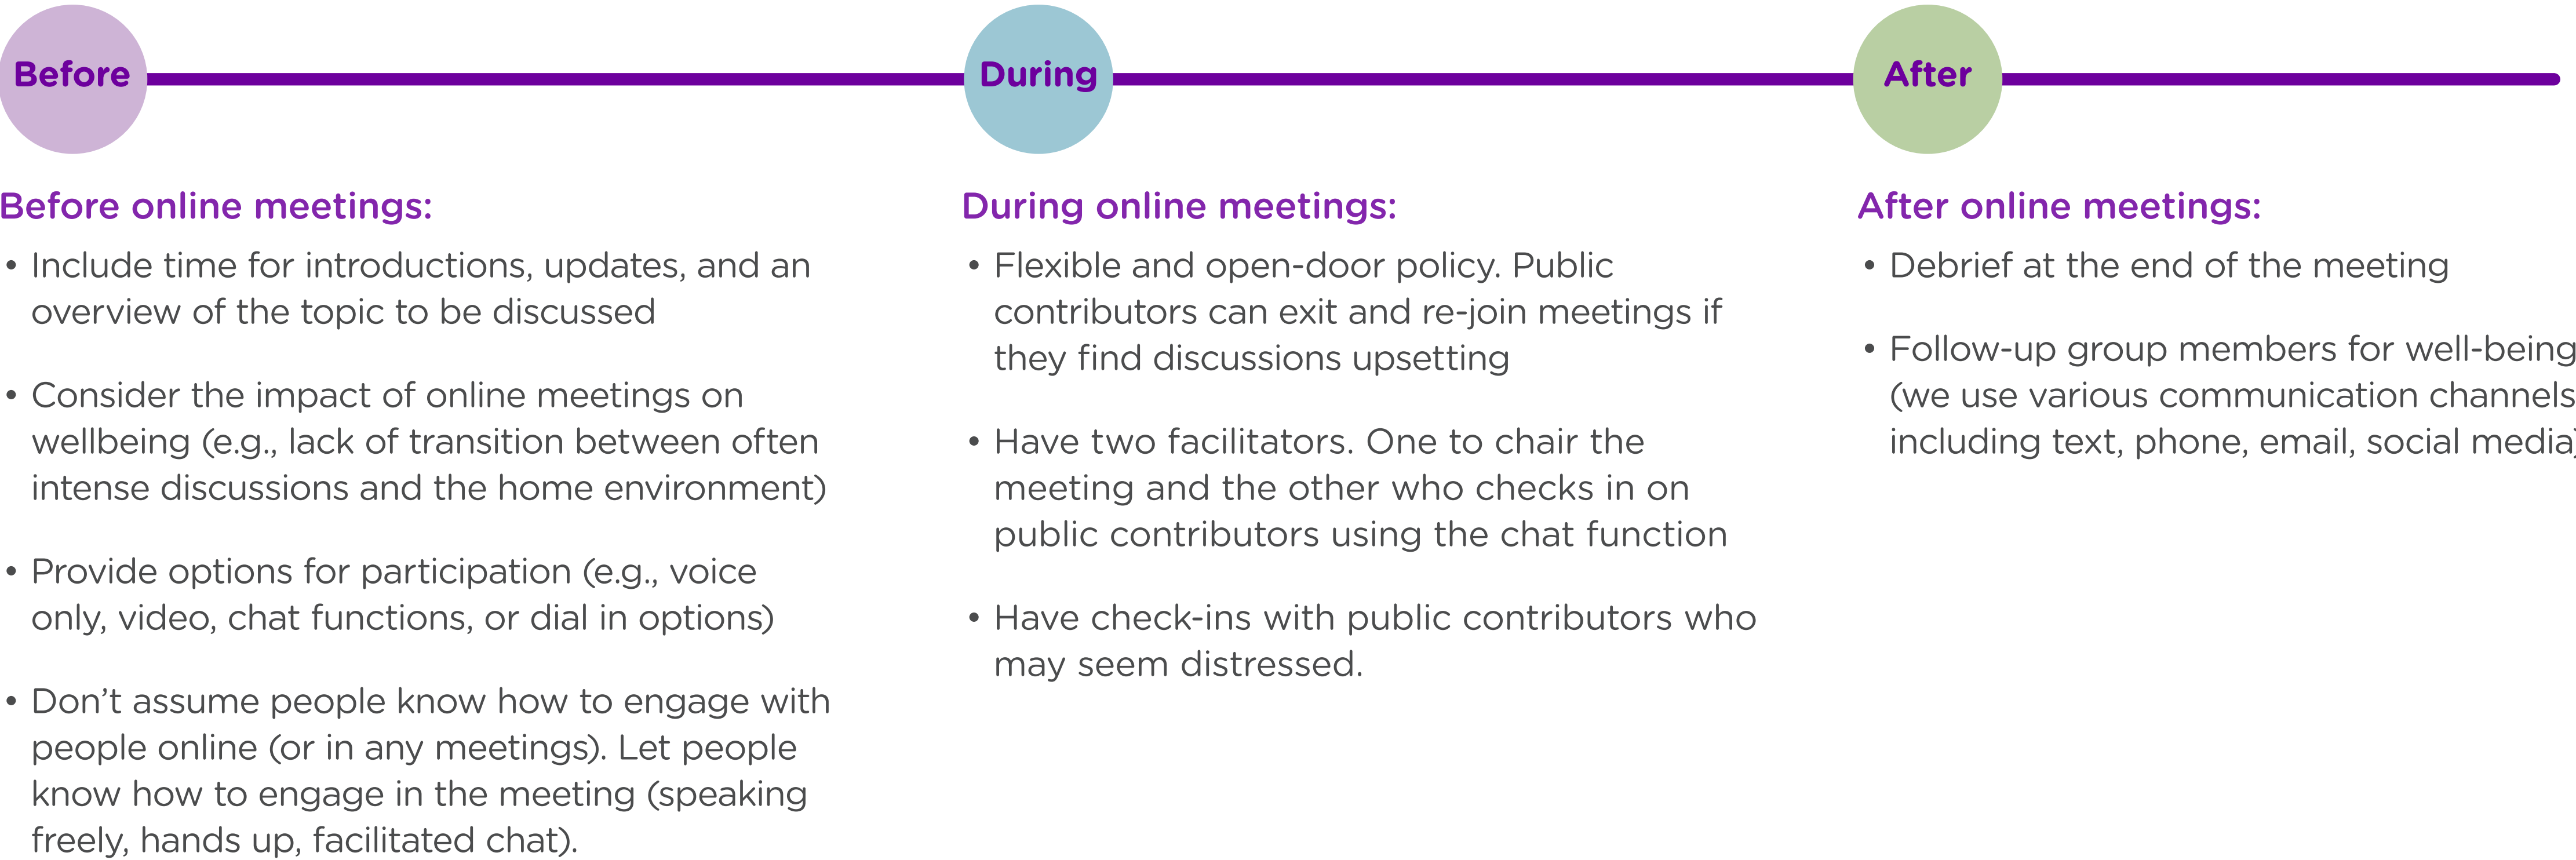 Before
During
After
Before online meetings:
• Include time for introductions, updates, and an
overview of the topic to be discussed
• Consider the impact of online meetings on
wellbeing (e.g., lack of transition between often
intense discussions and the home environment)
• Provide options for participation (e.g., voice
only, video, chat functions, or dial in options)
• Don’t assume people know how to engage with
people online (or in any meetings). Let people
know how to engage in the meeting (speaking
freely, hands up, facilitated chat).
During online meetings:
• Flexible and open-door policy. Public
contributors can exit and re-join meetings if
they find discussions upsetting
• Have two facilitators. One to chair the
meeting and the other who checks in on
public contributors using the chat function
• Have check-ins with public contributors who
may seem distressed.
After online meetings:
• Debrief at the end of the meeting
• Follow-up group members for well-being
(we use various communication channels
including text, phone, email, social media)